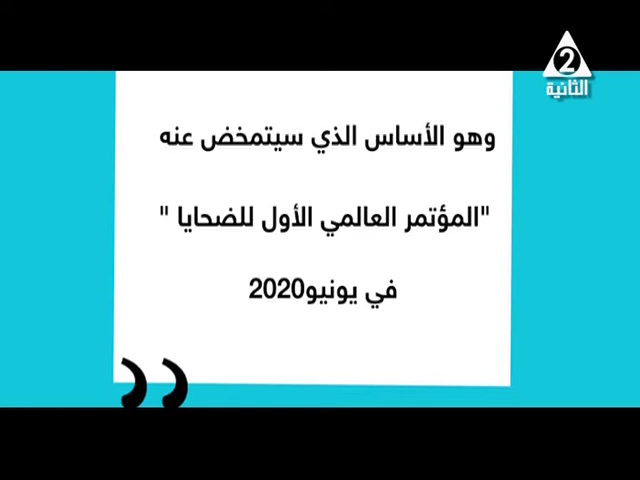 2
الثانية
وهو الأساس الذي سيتمخض عنه
"المؤتمر العالمي الأول للضحايا "
في يونيو2020